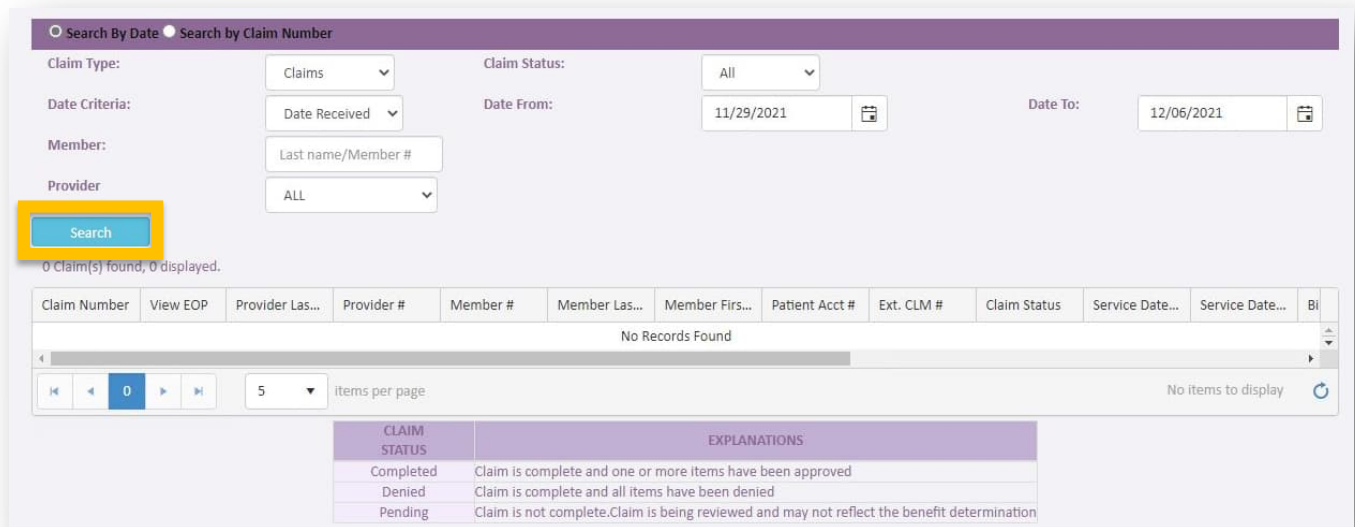 Search By Date Search by Claim Number
Claim Type: Claims Claim Status: All
Date Criteria: Date Received Date From: 11/29/2021 Date To: 12/06/2021
Member: Last name/Member #
Provider ALL
Search
0 Claim(s) found, 0 displayed.
Claim Number View EOP Provider Las... Provider # Member # Member Las... Member Firs... Patient Acct # Ext. CLM # Claim Status Service Date... Service Date... Bi
No Records Found
0 5 items per page No items to display
CLAIM STATUS EXPLANATIONS
Completed Claim is complete and one or more items have been approved
Denied Claim is complete and all items have been denied
Pending Claim is not complete.Claim is being reviewed and may not reflect the benefit determination